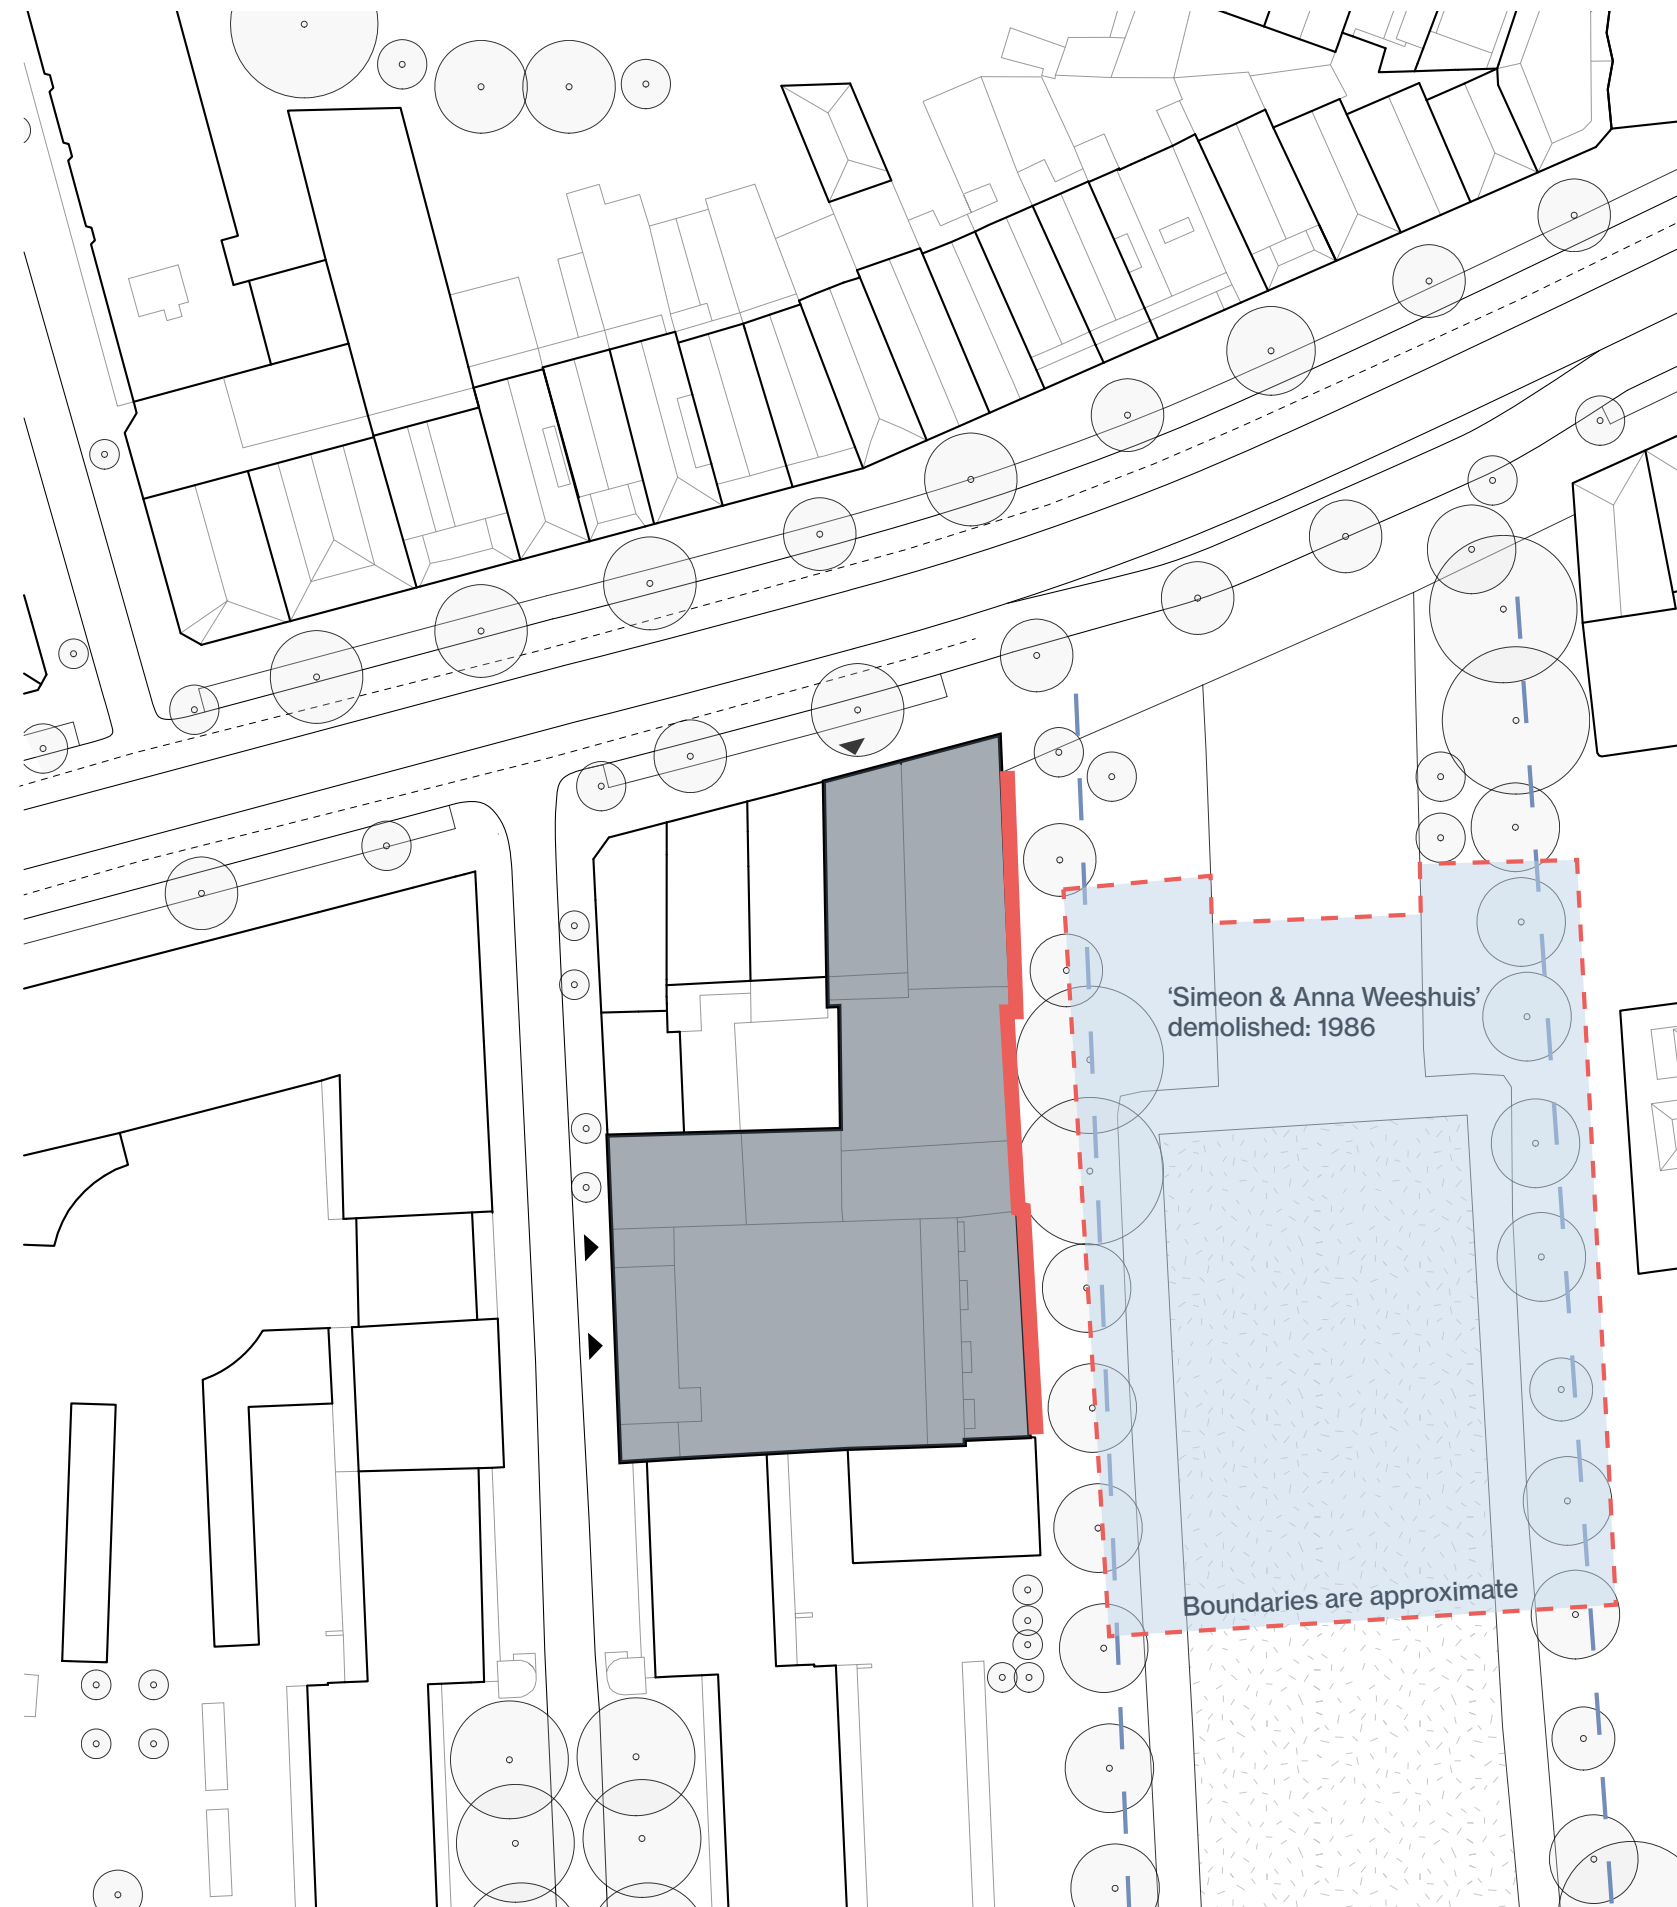 ‘Simeon & Anna Weeshuis’
demolished: 1986
Boundaries are approximate